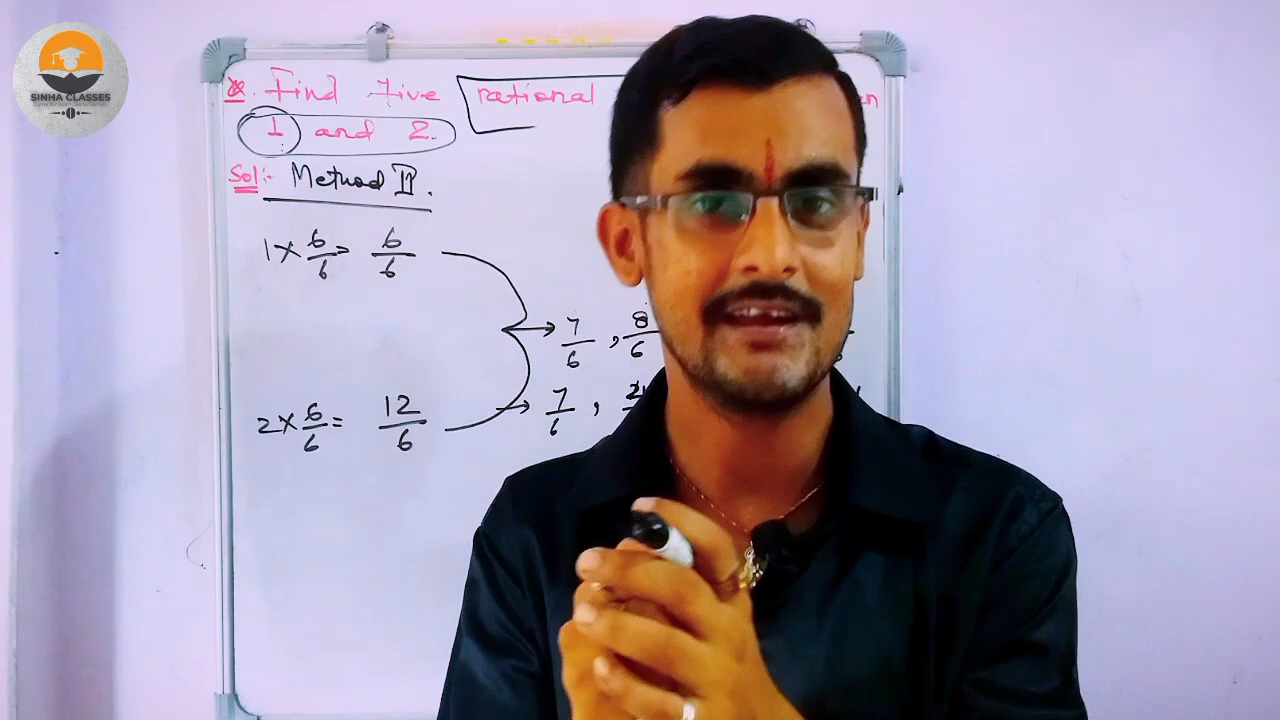 SINHA CLASSES
Q. Find five rational
1 and 2.
Sol:- Method II.
1 × 6/6 = 6/6
7/6 , 8/6
2 × 6/6 = 12/6
7/6 ,